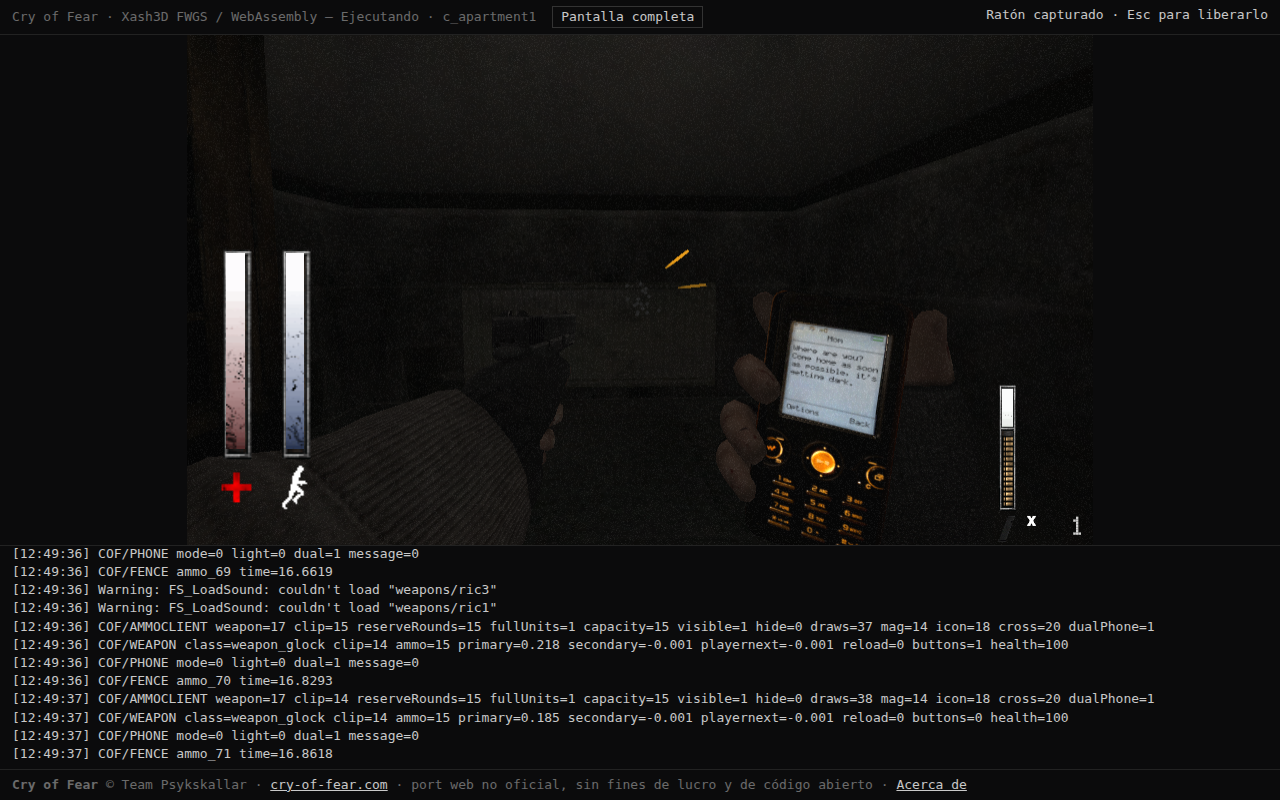 Cry of Fear · Xash3D FWGS / WebAssembly — Ejecutando · c_apartment1
Pantalla completa
Ratón capturado · Esc para liberarlo
Mom
Where are you?
Come home as soon
as possible, it's
getting dark.
Options
Back
x
1
[12:49:36] COF/PHONE mode=0 light=0 dual=1 message=0
[12:49:36] COF/FENCE ammo_69 time=16.6619
[12:49:36] Warning: FS_LoadSound: couldn't load "weapons/ric3"
[12:49:36] Warning: FS_LoadSound: couldn't load "weapons/ric1"
[12:49:36] COF/AMMOCLIENT weapon=17 clip=15 reserveRounds=15 fullUnits=1 capacity=15 visible=1 hide=0 draws=37 mag=14 icon=18 cross=20 dualPhone=1
[12:49:36] COF/WEAPON class=weapon_glock clip=14 ammo=15 primary=0.218 secondary=-0.001 playernext=-0.001 reload=0 buttons=1 health=100
[12:49:36] COF/PHONE mode=0 light=0 dual=1 message=0
[12:49:36] COF/FENCE ammo_70 time=16.8293
[12:49:37] COF/AMMOCLIENT weapon=17 clip=14 reserveRounds=15 fullUnits=1 capacity=15 visible=1 hide=0 draws=38 mag=14 icon=18 cross=20 dualPhone=1
[12:49:37] COF/WEAPON class=weapon_glock clip=14 ammo=15 primary=0.185 secondary=-0.001 playernext=-0.001 reload=0 buttons=0 health=100
[12:49:37] COF/PHONE mode=0 light=0 dual=1 message=0
[12:49:37] COF/FENCE ammo_71 time=16.8618
Cry of Fear © Team Psykskallar · cry-of-fear.com · port web no oficial, sin fines de lucro y de código abierto · Acerca de